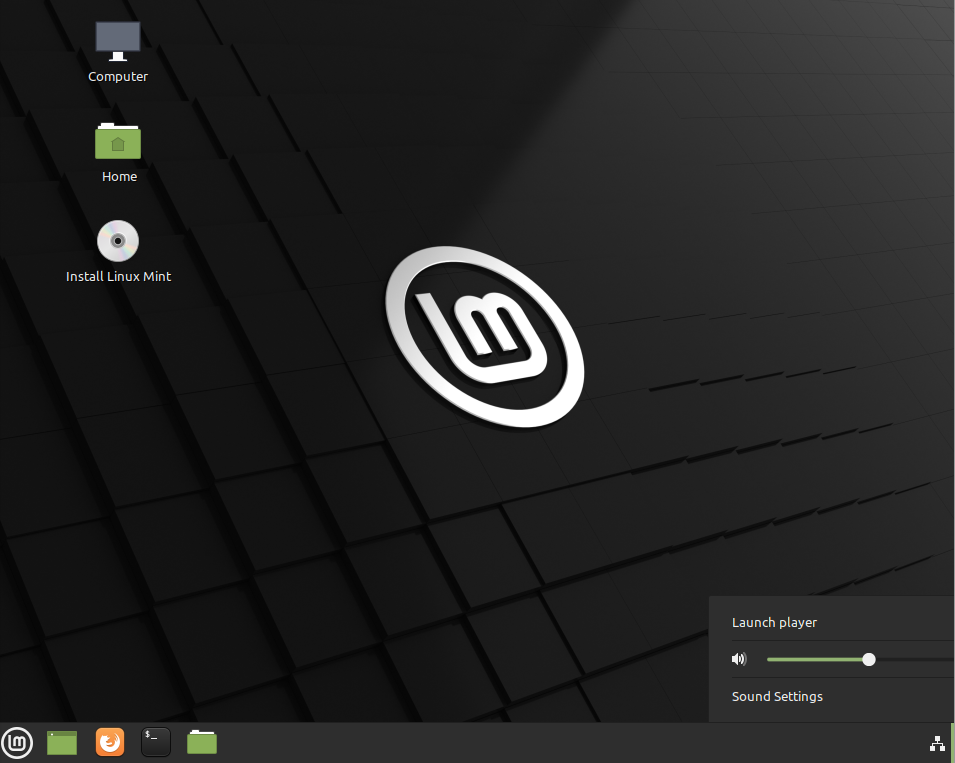 Computer
Home
Install Linux Mint
Launch player
Sound Settings
$_